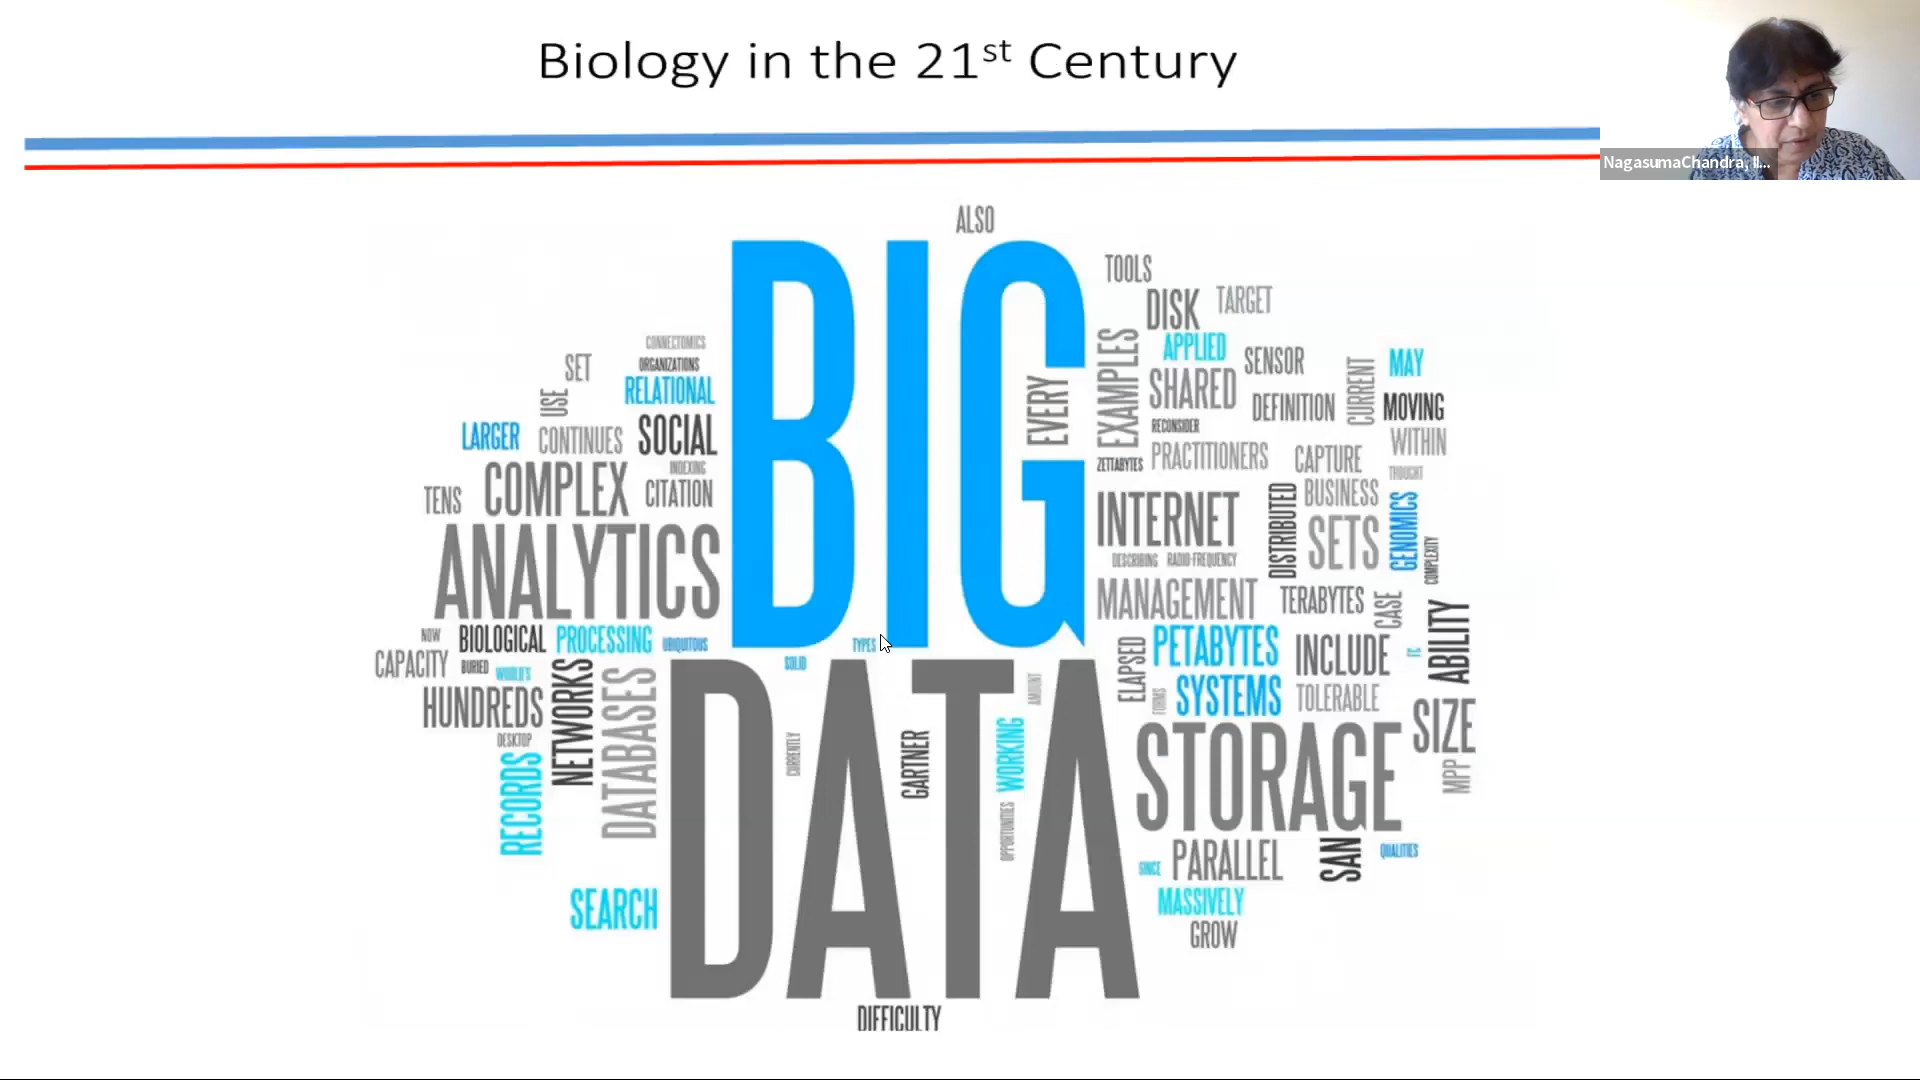 Biology in the 21st Century
NagasumaChandra, II...
ALSO
BIG
DATA
TOOLS
DISK
TARGET
APPLIED
SENSOR
MAY
EXAMPLES
SHARED
EVERY
DEFINITION
CURRENT
MOVING
RECONSIDER
WITHIN
ZETTABYTES
PRACTITIONERS
CAPTURE
THOUGHT
BUSINESS
INTERNET
DISTRIBUTED
SETS
GENOMICS
COMPLEXITY
DESCRIBING
RADIO-FREQUENCY
MANAGEMENT
TERABYTES
CASE
ABILITY
ELAPSED
PETABYTES
INCLUDE
FORMS
SYSTEMS
TOLERABLE
SIZE
STORAGE
MPP
PARALLEL
SAN
QUALITIES
SINCE
MASSIVELY
GROW
CONNECTOMICS
SET
ORGANIZATIONS
USE
RELATIONAL
LARGER
CONTINUES
SOCIAL
INDEXING
TENS
COMPLEX
CITATION
ANALYTICS
NOW
BIOLOGICAL
PROCESSING
UBIQUITOUS
CAPACITY
BURIED
WORLD'S
HUNDREDS
NETWORKS
DATABASES
DESKTOP
RECORDS
SEARCH
SOLID
TYPES
CURRENTLY
GARTNER
WORKING
AMOUNT
OPPORTUNITIES
DIFFICULTY